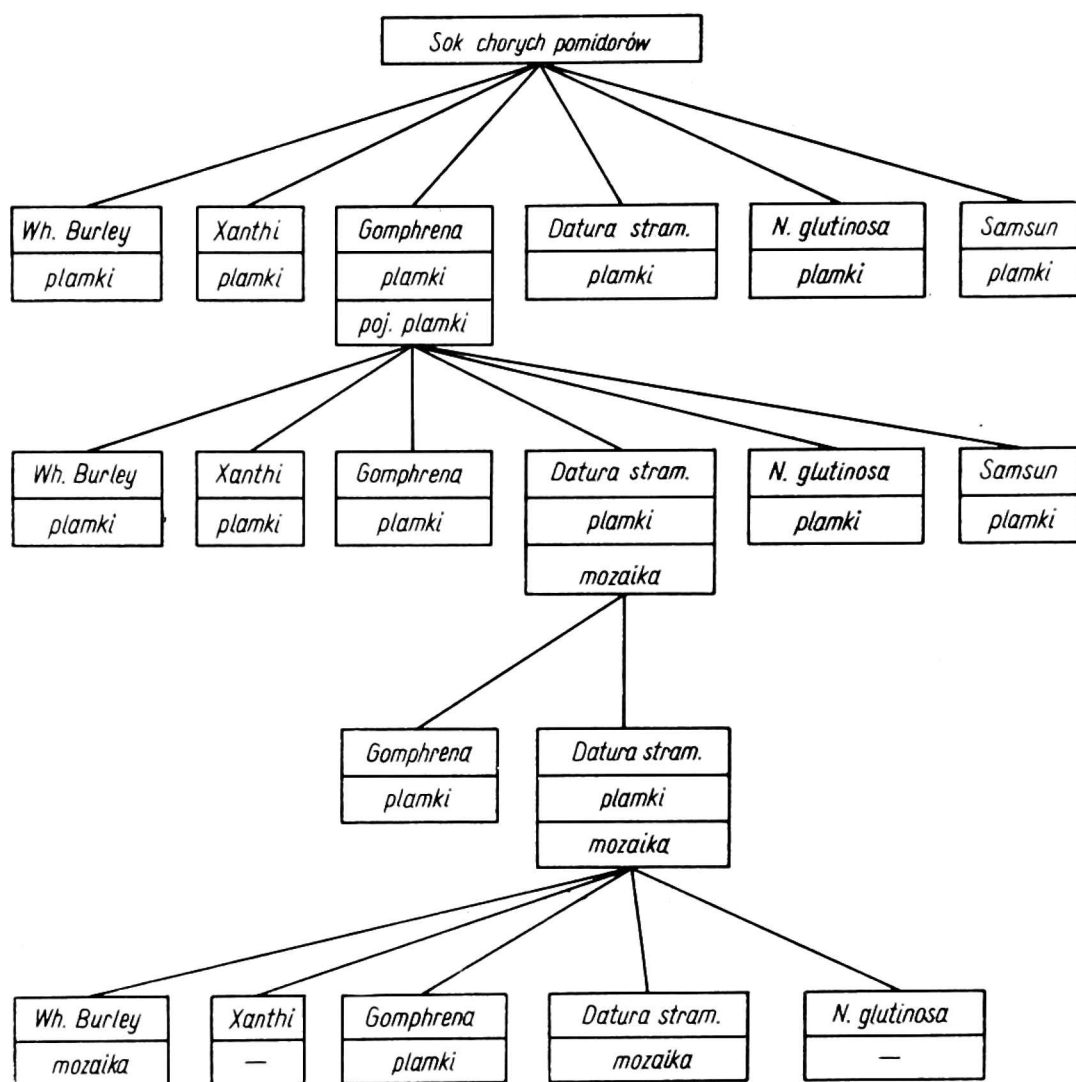 Sok chorych pomidorów
Wh. Burley
plamki
Xanthi
plamki
Gomphrena
plamki
poj. plamki
Datura stram.
plamki
N. glutinosa
plamki
Samsun
plamki
Wh. Burley
plamki
Xanthi
plamki
Gomphrena
plamki
Datura stram.
plamki
mozaika
N. glutinosa
plamki
Samsun
plamki
Gomphrena
plamki
Datura stram.
plamki
mozaika
Wh. Burley
mozaika
Xanthi
—
Gomphrena
plamki
Datura stram.
mozaika
N. glutinosa
—